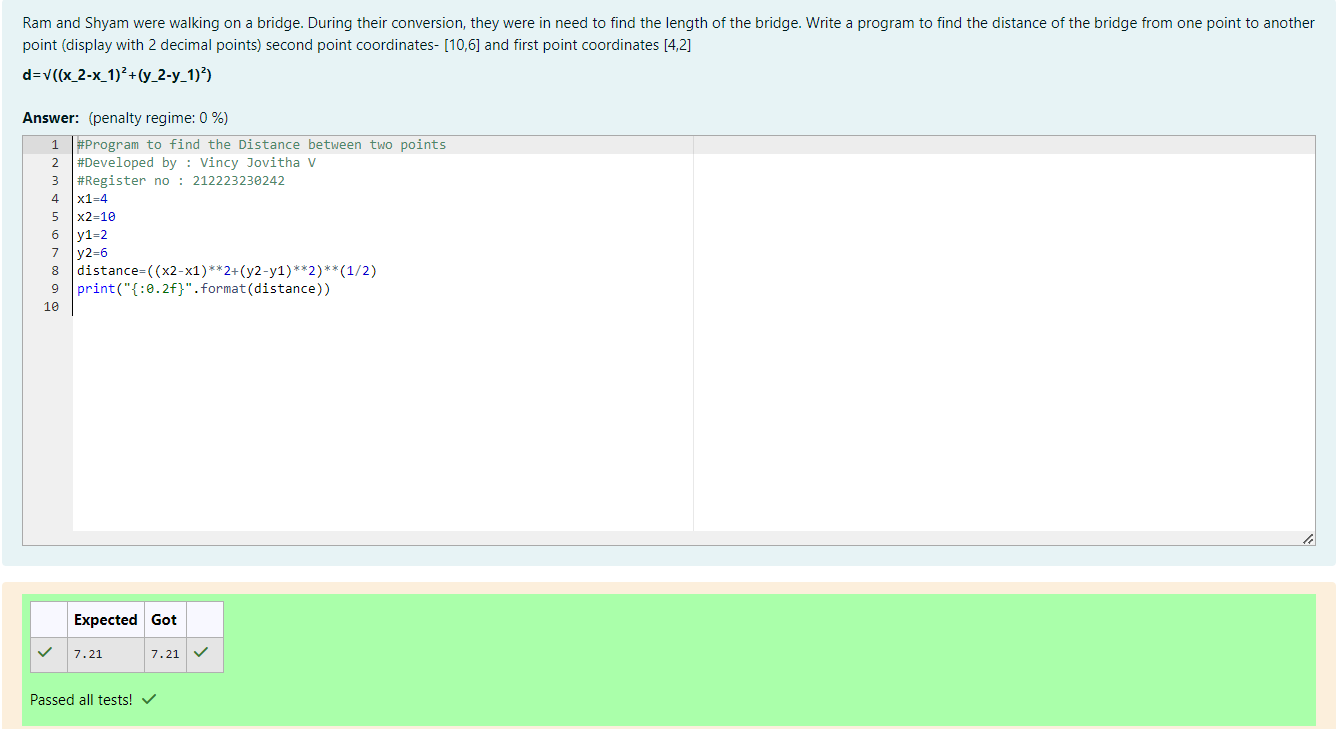 Ram and Shyam were walking on a bridge. During their conversion, they were in need to find the length of the bridge. Write a program to find the distance of the bridge from one point to another
point (display with 2 decimal points) second point coordinates- [10,6] and first point coordinates [4,2]
d=√((x_2-x_1)²+(y_2-y_1)²)
Answer: (penalty regime: 0 %)
1 #Program to find the Distance between two points
2 #Developed by : Vincy Jovitha V
3 #Register no : 212223230242
4 x1=4
5 x2=10
6 y1=2
7 y2=6
8 distance=((x2-x1)**2+(y2-y1)**2)**(1/2)
9 print("{:0.2f}".format(distance))
10
Expected Got
7.21 7.21
Passed all tests!